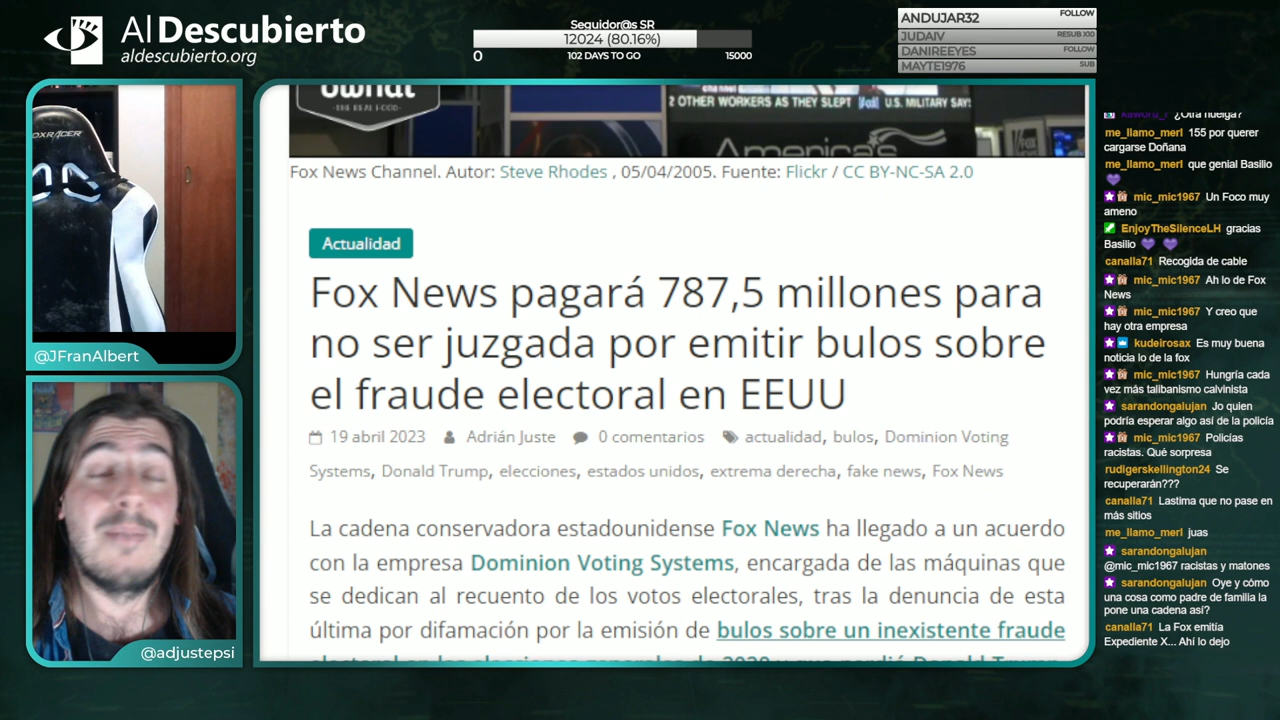 Al Descubierto
aldescubierto.org
Seguidor@s SR
12024 (80.16%)
0
102 DAYS TO GO
15000
ANDUJAR32 FOLLOW
JUDAIV RESUB X10
DANIREEYES FOLLOW
MAYTE1976 SUB
@JFranAlbert
@adjustepsi
-THE REAL FOOD-
2 OTHER WORKERS AS THEY SLEPT U.S. MILITARY SAYS
America's
Fox News Channel. Autor: Steve Rhodes , 05/04/2005. Fuente: Flickr / CC BY-NC-SA 2.0
Actualidad
Fox News pagará 787,5 millones para
no ser juzgada por emitir bulos sobre
el fraude electoral en EEUU
19 abril 2023 Adrián Juste 0 comentarios actualidad, bulos, Dominion Voting
Systems, Donald Trump, elecciones, estados unidos, extrema derecha, fake news, Fox News
La cadena conservadora estadounidense Fox News ha llegado a un acuerdo
con la empresa Dominion Voting Systems, encargada de las máquinas que
se dedican al recuento de los votos electorales, tras la denuncia de esta
última por difamación por la emisión de bulos sobre un inexistente fraude
¿Otra huelga?
me_llamo_merl 155 por querer
cargarse Doñana
me_llamo_merl que genial Basilio
mic_mic1967 Un Foco muy
ameno
EnjoyTheSilenceLH gracias
Basilio
canalla71 Recogida de cable
mic_mic1967 Ah lo de Fox
News
mic_mic1967 Y creo que
hay otra empresa
kudeirosax Es muy buena
noticia lo de la fox
mic_mic1967 Hungría cada
vez más talibanismo calvinista
sarandongalujan Jo quien
podría esperar algo así de la policía
mic_mic1967 Policías
racistas. Qué sorpresa
rudigerskellington24 Se
recuperarán???
canalla71 Lastima que no pase en
más sitios
me_llamo_merl juas
sarandongalujan
@mic_mic1967 racistas y matones
sarandongalujan Oye y cómo
una cosa como padre de familia la
pone una cadena así?
canalla71 La Fox emitía
Expediente X... Ahí lo dejo